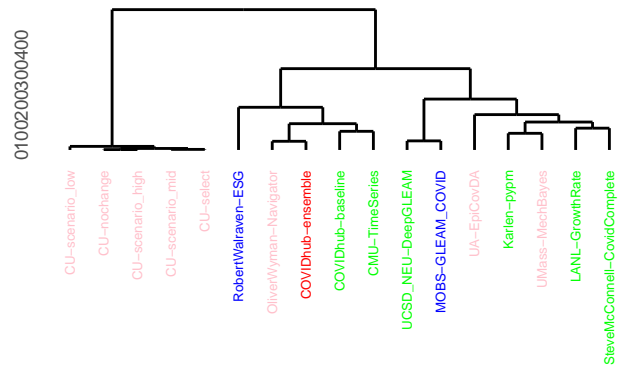 0100200300400
CU−scenario_low
CU−nochange
CU−scenario_high
CU−scenario_mid
CU−select
RobertWalraven−ESG
OliverWyman−Navigator
COVIDhub−ensemble
COVIDhub−baseline
CMU−TimeSeries
UCSD_NEU−DeepGLEAM
MOBS−GLEAM_COVID
UA−EpiCovDA
Karlen−pypm
UMass−MechBayes
LANL−GrowthRate
SteveMcConnell−CovidComplete